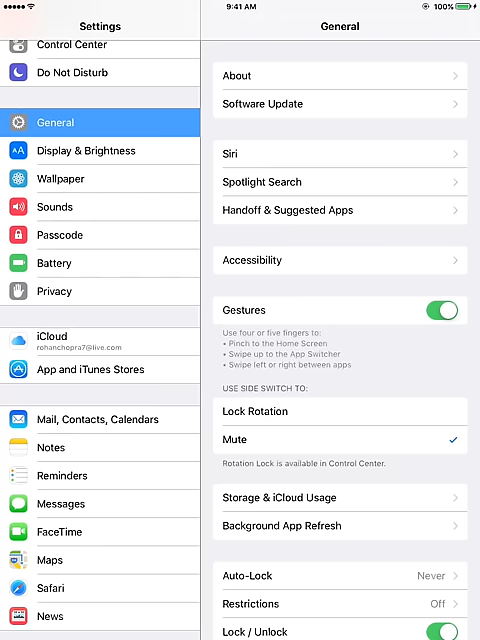 9:41 AM
100%
Settings
Control Center
Do Not Disturb
General
Display & Brightness
Wallpaper
Sounds
Passcode
Battery
Privacy
iCloud
rohanchopra7@live.com
App and iTunes Stores
Mail, Contacts, Calendars
Notes
Reminders
Messages
FaceTime
Maps
Safari
News
General
About
Software Update
Siri
Spotlight Search
Handoff & Suggested Apps
Accessibility
Gestures
Use four or five fingers to:
• Pinch to the Home Screen
• Swipe up to the App Switcher
• Swipe left or right between apps
USE SIDE SWITCH TO:
Lock Rotation
Mute
Rotation Lock is available in Control Center.
Storage & iCloud Usage
Background App Refresh
Auto-Lock Never
Restrictions Off
Lock / Unlock